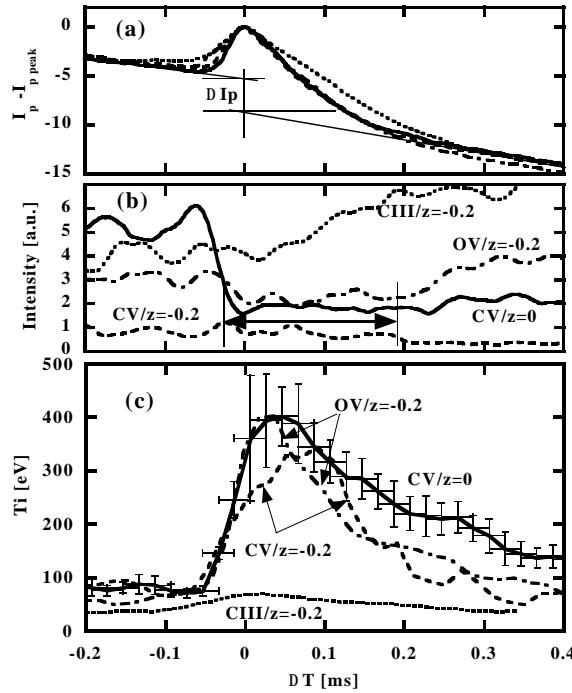 (a)
0
-5
-10
-15
I_p -I_p peak
D Ip
(b)
6
5
4
3
2
1
0
Intensity [a.u.]
CIII/z=-0.2
OV/z=-0.2
CV/z=-0.2
CV/z=0
(c)
500
400
300
200
100
0
Ti [eV]
OV/z=-0.2
CV/z=0
CV/z=-0.2
CIII/z=-0.2
-0.2 -0.1 0 0.1 0.2 0.3 0.4
D T [ms]